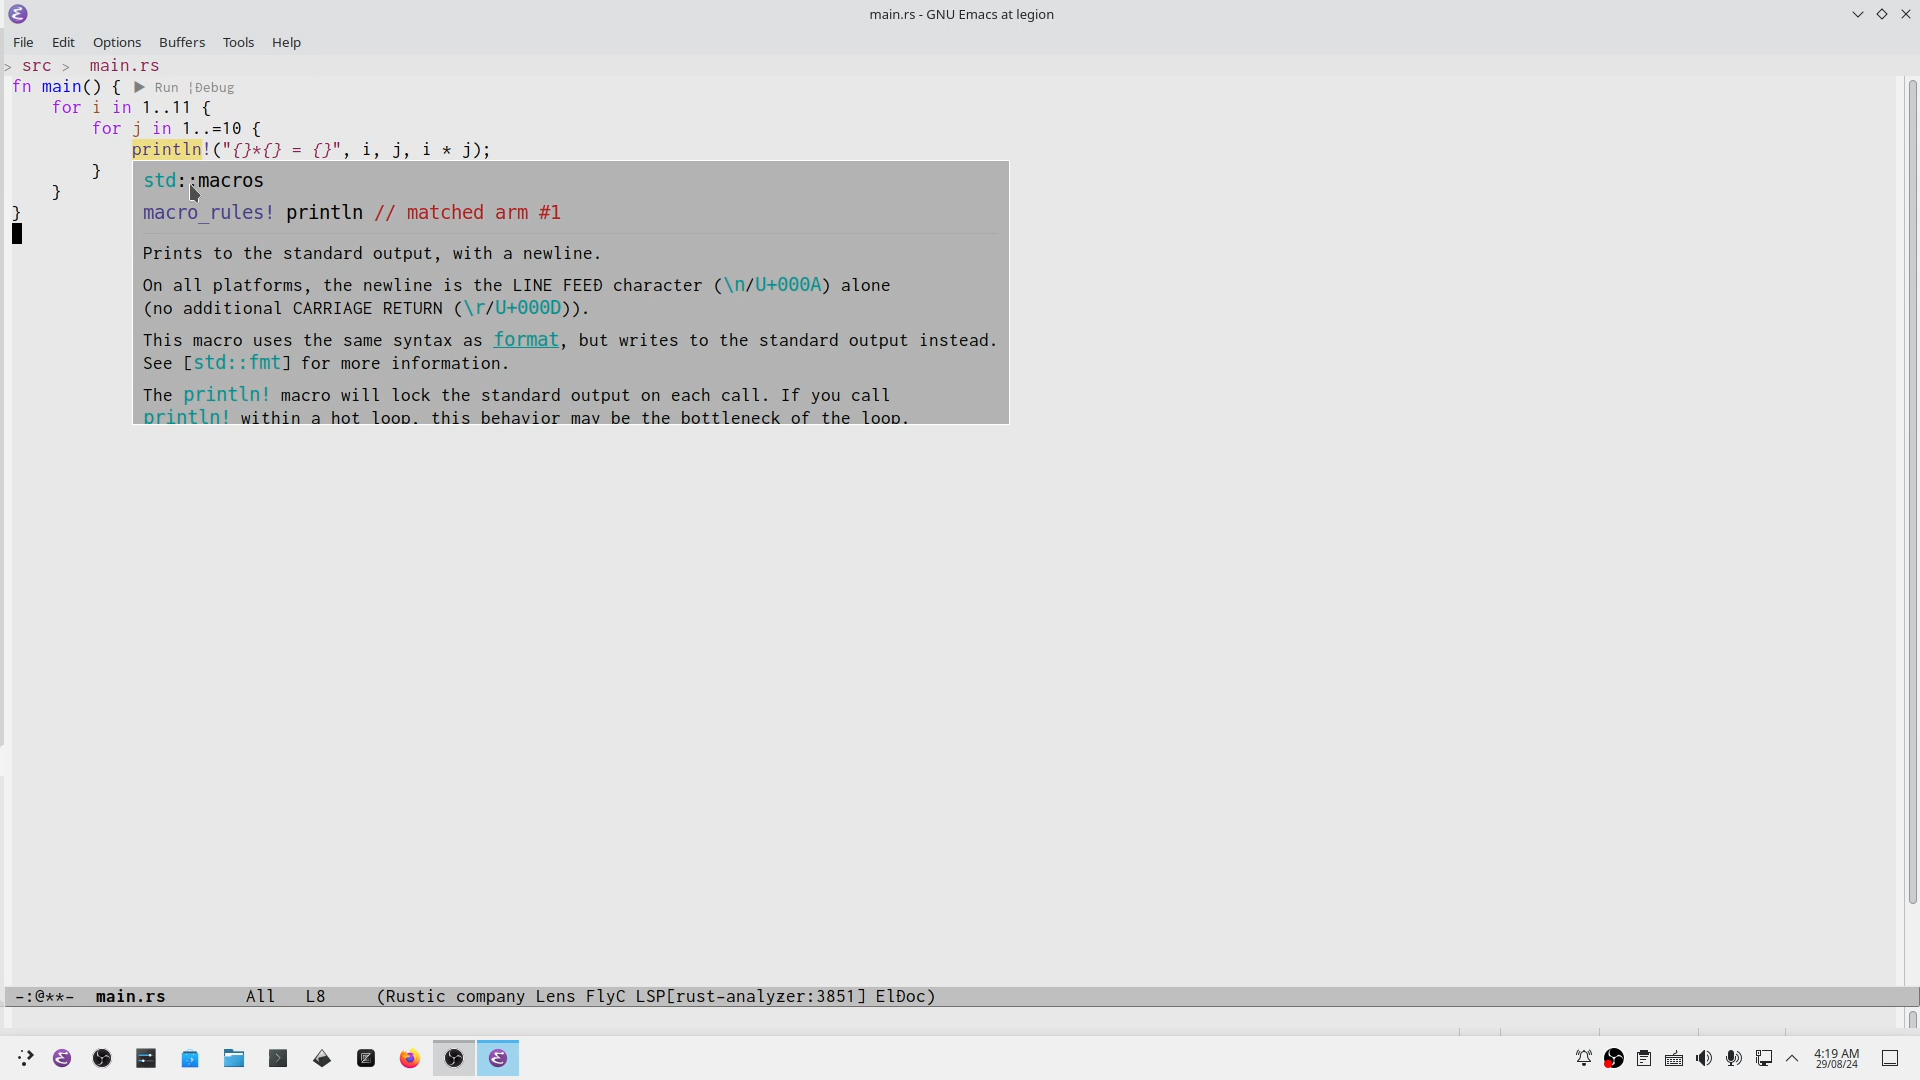 main.rs - GNU Emacs at legion
File Edit Options Buffers Tools Help
> src > main.rs
fn main() { ▶ Run ¦Debug
    for i in 1..11 {
        for j in 1..=10 {
            println!("{}*{} = {}", i, j, i * j);
        }
    }
}
std::macros
macro_rules! println // matched arm #1
Prints to the standard output, with a newline.
On all platforms, the newline is the LINE FEED character (\n/U+000A) alone
(no additional CARRIAGE RETURN (\r/U+000D)).
This macro uses the same syntax as format, but writes to the standard output instead.
See [std::fmt] for more information.
The println! macro will lock the standard output on each call. If you call
println! within a hot loop, this behavior may be the bottleneck of the loop.
-:@**- main.rs All L8 (Rustic company Lens FlyC LSP[rust-analyzer:3851] ElDoc)
4:19 AM
29/08/24